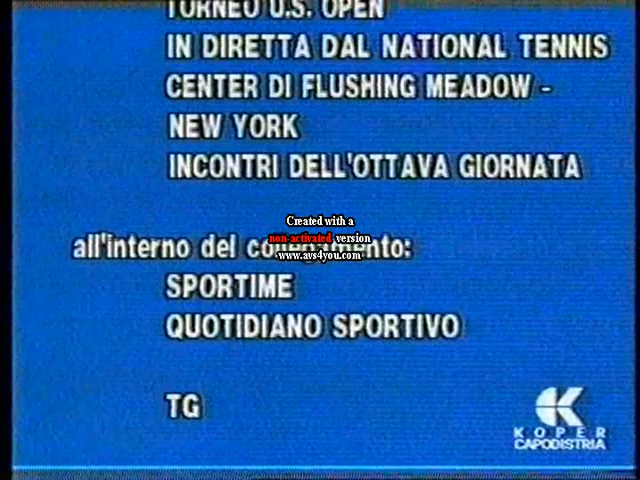 TORNEO U.S. OPEN
IN DIRETTA DAL NATIONAL TENNIS
CENTER DI FLUSHING MEADOW -
NEW YORK
INCONTRI DELL'OTTAVA GIORNATA
Created with a
non-activated version
www.avs4you.com
all'interno del collegamento:
SPORTIME
QUOTIDIANO SPORTIVO
TG
KOPER
CAPODISTRIA